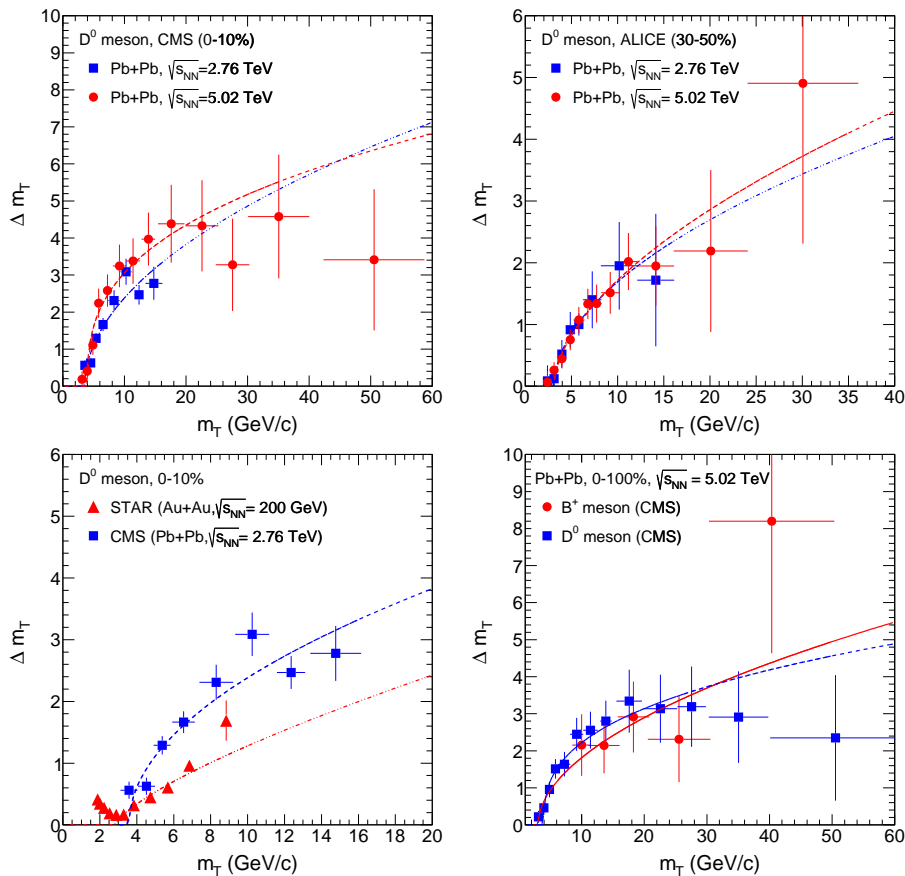 D⁰ meson, CMS (0-10%)
Pb+Pb, √sNN=2.76 TeV
Pb+Pb, √sNN=5.02 TeV
Δ mT
10
9
8
7
6
5
4
3
2
1
0
0 10 20 30 40 50 60
mT (GeV/c)
D⁰ meson, ALICE (30-50%)
Pb+Pb, √sNN= 2.76 TeV
Pb+Pb, √sNN= 5.02 TeV
Δ mT
6
5
4
3
2
1
0
0 5 10 15 20 25 30 35 40
mT (GeV/c)
D⁰ meson, 0-10%
STAR (Au+Au,√sNN= 200 GeV)
CMS (Pb+Pb,√sNN= 2.76 TeV)
Δ mT
6
5
4
3
2
1
0
0 2 4 6 8 10 12 14 16 18 20
mT (GeV/c)
Pb+Pb, 0-100%, √sNN = 5.02 TeV
B⁺ meson (CMS)
D⁰ meson (CMS)
Δ mT
10
9
8
7
6
5
4
3
2
1
0
10 20 30 40 50 60
mT (GeV/c)